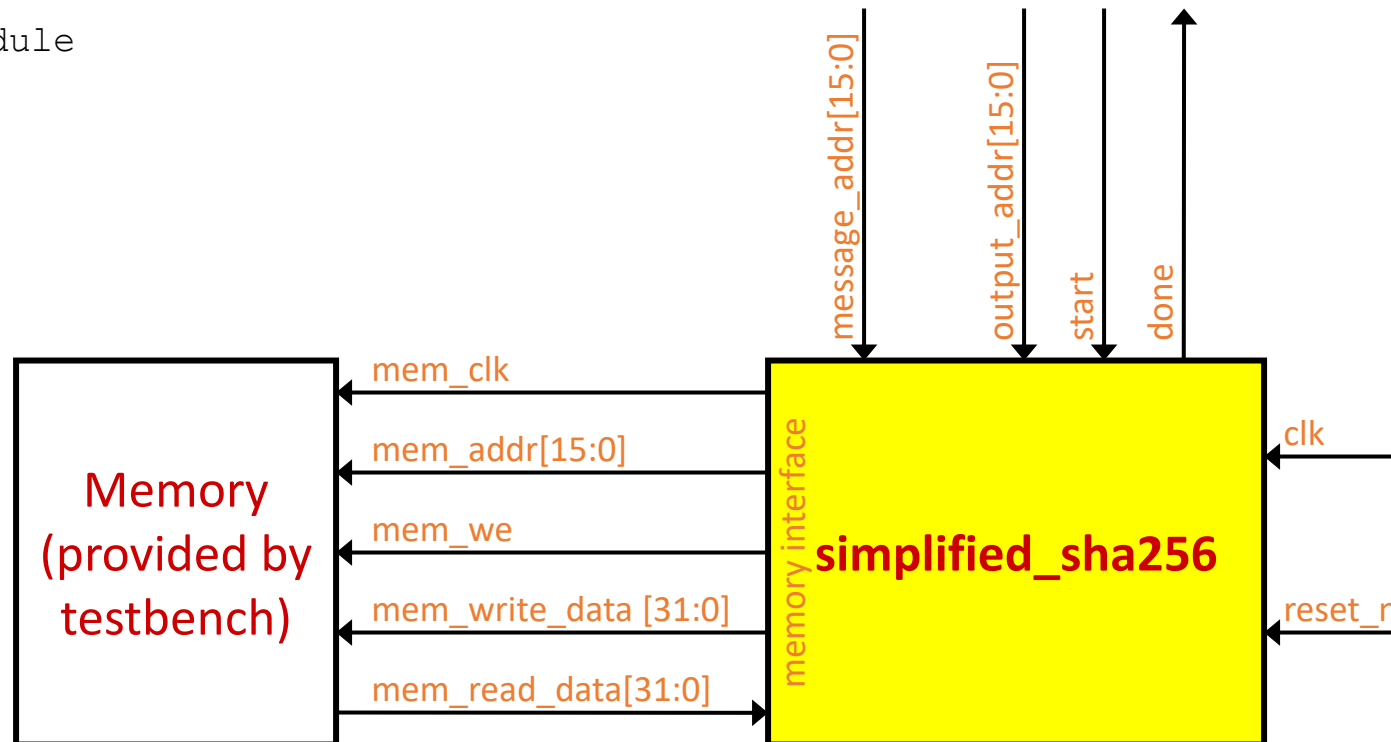 dule
message_addr[15:0]
output_addr[15:0]
start
done
mem_clk
mem_addr[15:0]
mem_we
mem_write_data [31:0]
mem_read_data[31:0]
Memory
(provided by
testbench)
memory interface
simplified_sha256
clk
reset_n